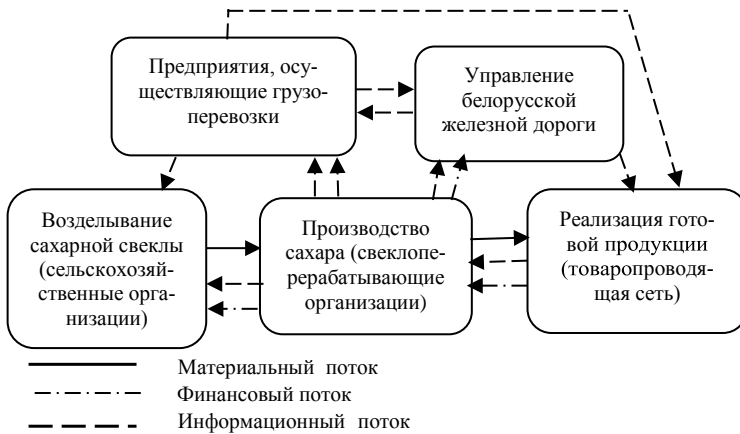 Предприятия, осу-
ществляющие грузо-
перевозки
Управление
белорусской
железной дороги
Возделывание
сахарной свеклы
(сельскохозяй-
ственные орга-
низации)
Производство
сахара (свеклопе-
рерабатывающие
организации)
Реализация гото-
вой продукции
(товаропроводя-
щая сеть)
Материальный поток
Финансовый поток
Информационный поток